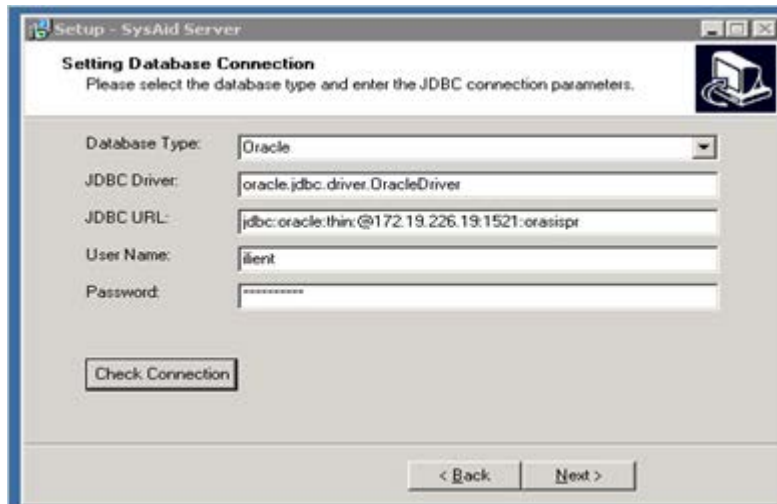 Setup - SysAid Server
Setting Database Connection
Please select the database type and enter the JDBC connection parameters.
Database Type: Oracle
JDBC Driver: oracle.jdbc.driver.OracleDriver
JDBC URL: jdbc:oracle:thin:@172.19.226.19:1521:orasispr
User Name: ilient
Password: **********
Check Connection
< Back Next >